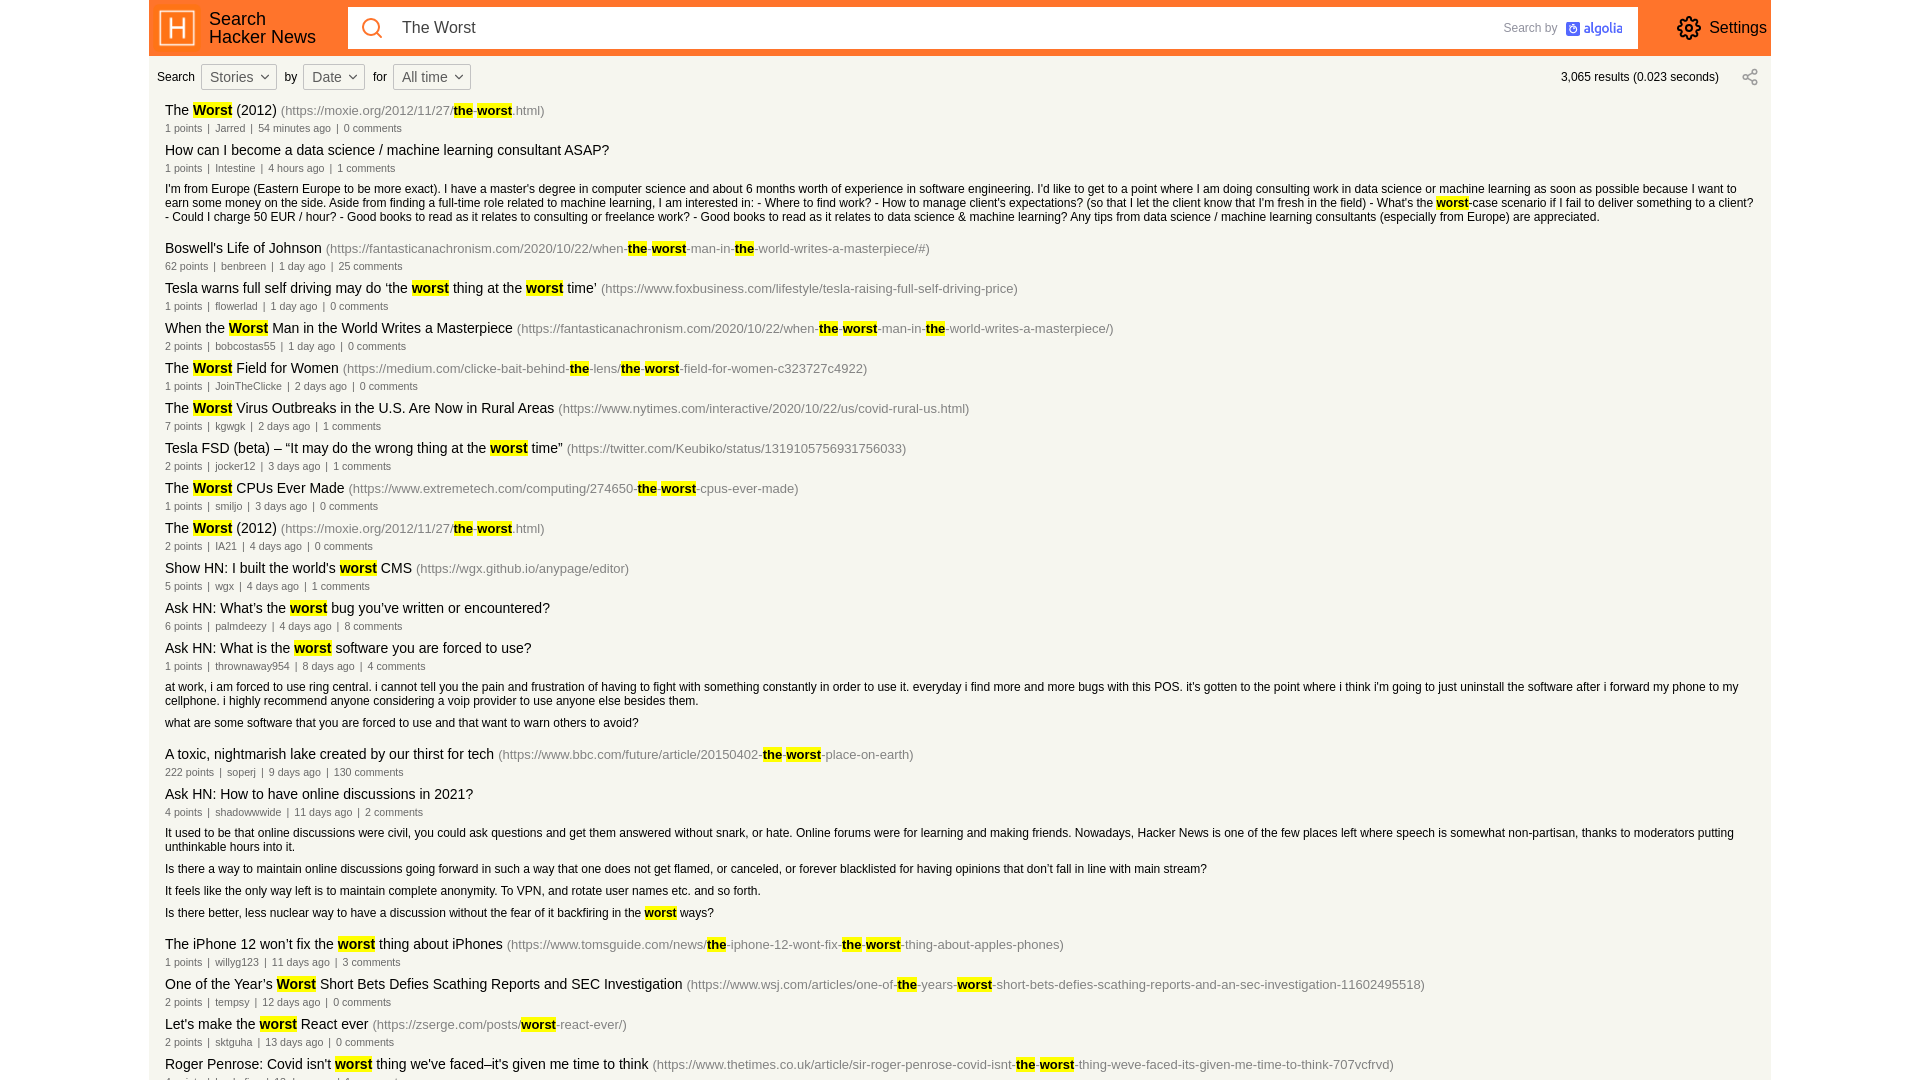 Search
Hacker News
The Worst
Search by algolia
Settings
Search Stories by Date for All time
3,065 results (0.023 seconds)
The Worst (2012) (https://moxie.org/2012/11/27/the-worst.html)
1 points | Jarred | 54 minutes ago | 0 comments
How can I become a data science / machine learning consultant ASAP?
1 points | Intestine | 4 hours ago | 1 comments
I'm from Europe (Eastern Europe to be more exact). I have a master's degree in computer science and about 6 months worth of experience in software engineering. I'd like to get to a point where I am doing consulting work in data science or machine learning as soon as possible because I want to
earn some money on the side. Aside from finding a full-time role related to machine learning, I am interested in: - Where to find work? - How to manage client's expectations? (so that I let the client know that I'm fresh in the field) - What's the worst-case scenario if I fail to deliver something to a client?
- Could I charge 50 EUR / hour? - Good books to read as it relates to consulting or freelance work? - Good books to read as it relates to data science & machine learning? Any tips from data science / machine learning consultants (especially from Europe) are appreciated.
Boswell's Life of Johnson (https://fantasticanachronism.com/2020/10/22/when-the-worst-man-in-the-world-writes-a-masterpiece/#)
62 points | benbreen | 1 day ago | 25 comments
Tesla warns full self driving may do ‘the worst thing at the worst time’ (https://www.foxbusiness.com/lifestyle/tesla-raising-full-self-driving-price)
1 points | flowerlad | 1 day ago | 0 comments
When the Worst Man in the World Writes a Masterpiece (https://fantasticanachronism.com/2020/10/22/when-the-worst-man-in-the-world-writes-a-masterpiece/)
2 points | bobcostas55 | 1 day ago | 0 comments
The Worst Field for Women (https://medium.com/clicke-bait-behind-the-lens/the-worst-field-for-women-c323727c4922)
1 points | JoinTheClicke | 2 days ago | 0 comments
The Worst Virus Outbreaks in the U.S. Are Now in Rural Areas (https://www.nytimes.com/interactive/2020/10/22/us/covid-rural-us.html)
7 points | kgwgk | 2 days ago | 1 comments
Tesla FSD (beta) – “It may do the wrong thing at the worst time” (https://twitter.com/Keubiko/status/1319105756931756033)
2 points | jocker12 | 3 days ago | 1 comments
The Worst CPUs Ever Made (https://www.extremetech.com/computing/274650-the-worst-cpus-ever-made)
1 points | smiljo | 3 days ago | 0 comments
The Worst (2012) (https://moxie.org/2012/11/27/the-worst.html)
2 points | IA21 | 4 days ago | 0 comments
Show HN: I built the world's worst CMS (https://wgx.github.io/anypage/editor)
5 points | wgx | 4 days ago | 1 comments
Ask HN: What’s the worst bug you’ve written or encountered?
6 points | palmdeezy | 4 days ago | 8 comments
Ask HN: What is the worst software you are forced to use?
1 points | thrownaway954 | 8 days ago | 4 comments
at work, i am forced to use ring central. i cannot tell you the pain and frustration of having to fight with something constantly in order to use it. everyday i find more and more bugs with this POS. it's gotten to the point where i think i'm going to just uninstall the software after i forward my phone to my
cellphone. i highly recommend anyone considering a voip provider to use anyone else besides them.
what are some software that you are forced to use and that want to warn others to avoid?
A toxic, nightmarish lake created by our thirst for tech (https://www.bbc.com/future/article/20150402-the-worst-place-on-earth)
222 points | soperj | 9 days ago | 130 comments
Ask HN: How to have online discussions in 2021?
4 points | shadowwwide | 11 days ago | 2 comments
It used to be that online discussions were civil, you could ask questions and get them answered without snark, or hate. Online forums were for learning and making friends. Nowadays, Hacker News is one of the few places left where speech is somewhat non-partisan, thanks to moderators putting
unthinkable hours into it.
Is there a way to maintain online discussions going forward in such a way that one does not get flamed, or canceled, or forever blacklisted for having opinions that don’t fall in line with main stream?
It feels like the only way left is to maintain complete anonymity. To VPN, and rotate user names etc. and so forth.
Is there better, less nuclear way to have a discussion without the fear of it backfiring in the worst ways?
The iPhone 12 won’t fix the worst thing about iPhones (https://www.tomsguide.com/news/the-iphone-12-wont-fix-the-worst-thing-about-apples-phones)
1 points | willyg123 | 11 days ago | 3 comments
One of the Year’s Worst Short Bets Defies Scathing Reports and SEC Investigation (https://www.wsj.com/articles/one-of-the-years-worst-short-bets-defies-scathing-reports-and-an-sec-investigation-11602495518)
2 points | tempsy | 12 days ago | 0 comments
Let's make the worst React ever (https://zserge.com/posts/worst-react-ever/)
2 points | sktguha | 13 days ago | 0 comments
Roger Penrose: Covid isn't worst thing we've faced–it's given me time to think (https://www.thetimes.co.uk/article/sir-roger-penrose-covid-isnt-the-worst-thing-weve-faced-its-given-me-time-to-think-707vcfrvd)